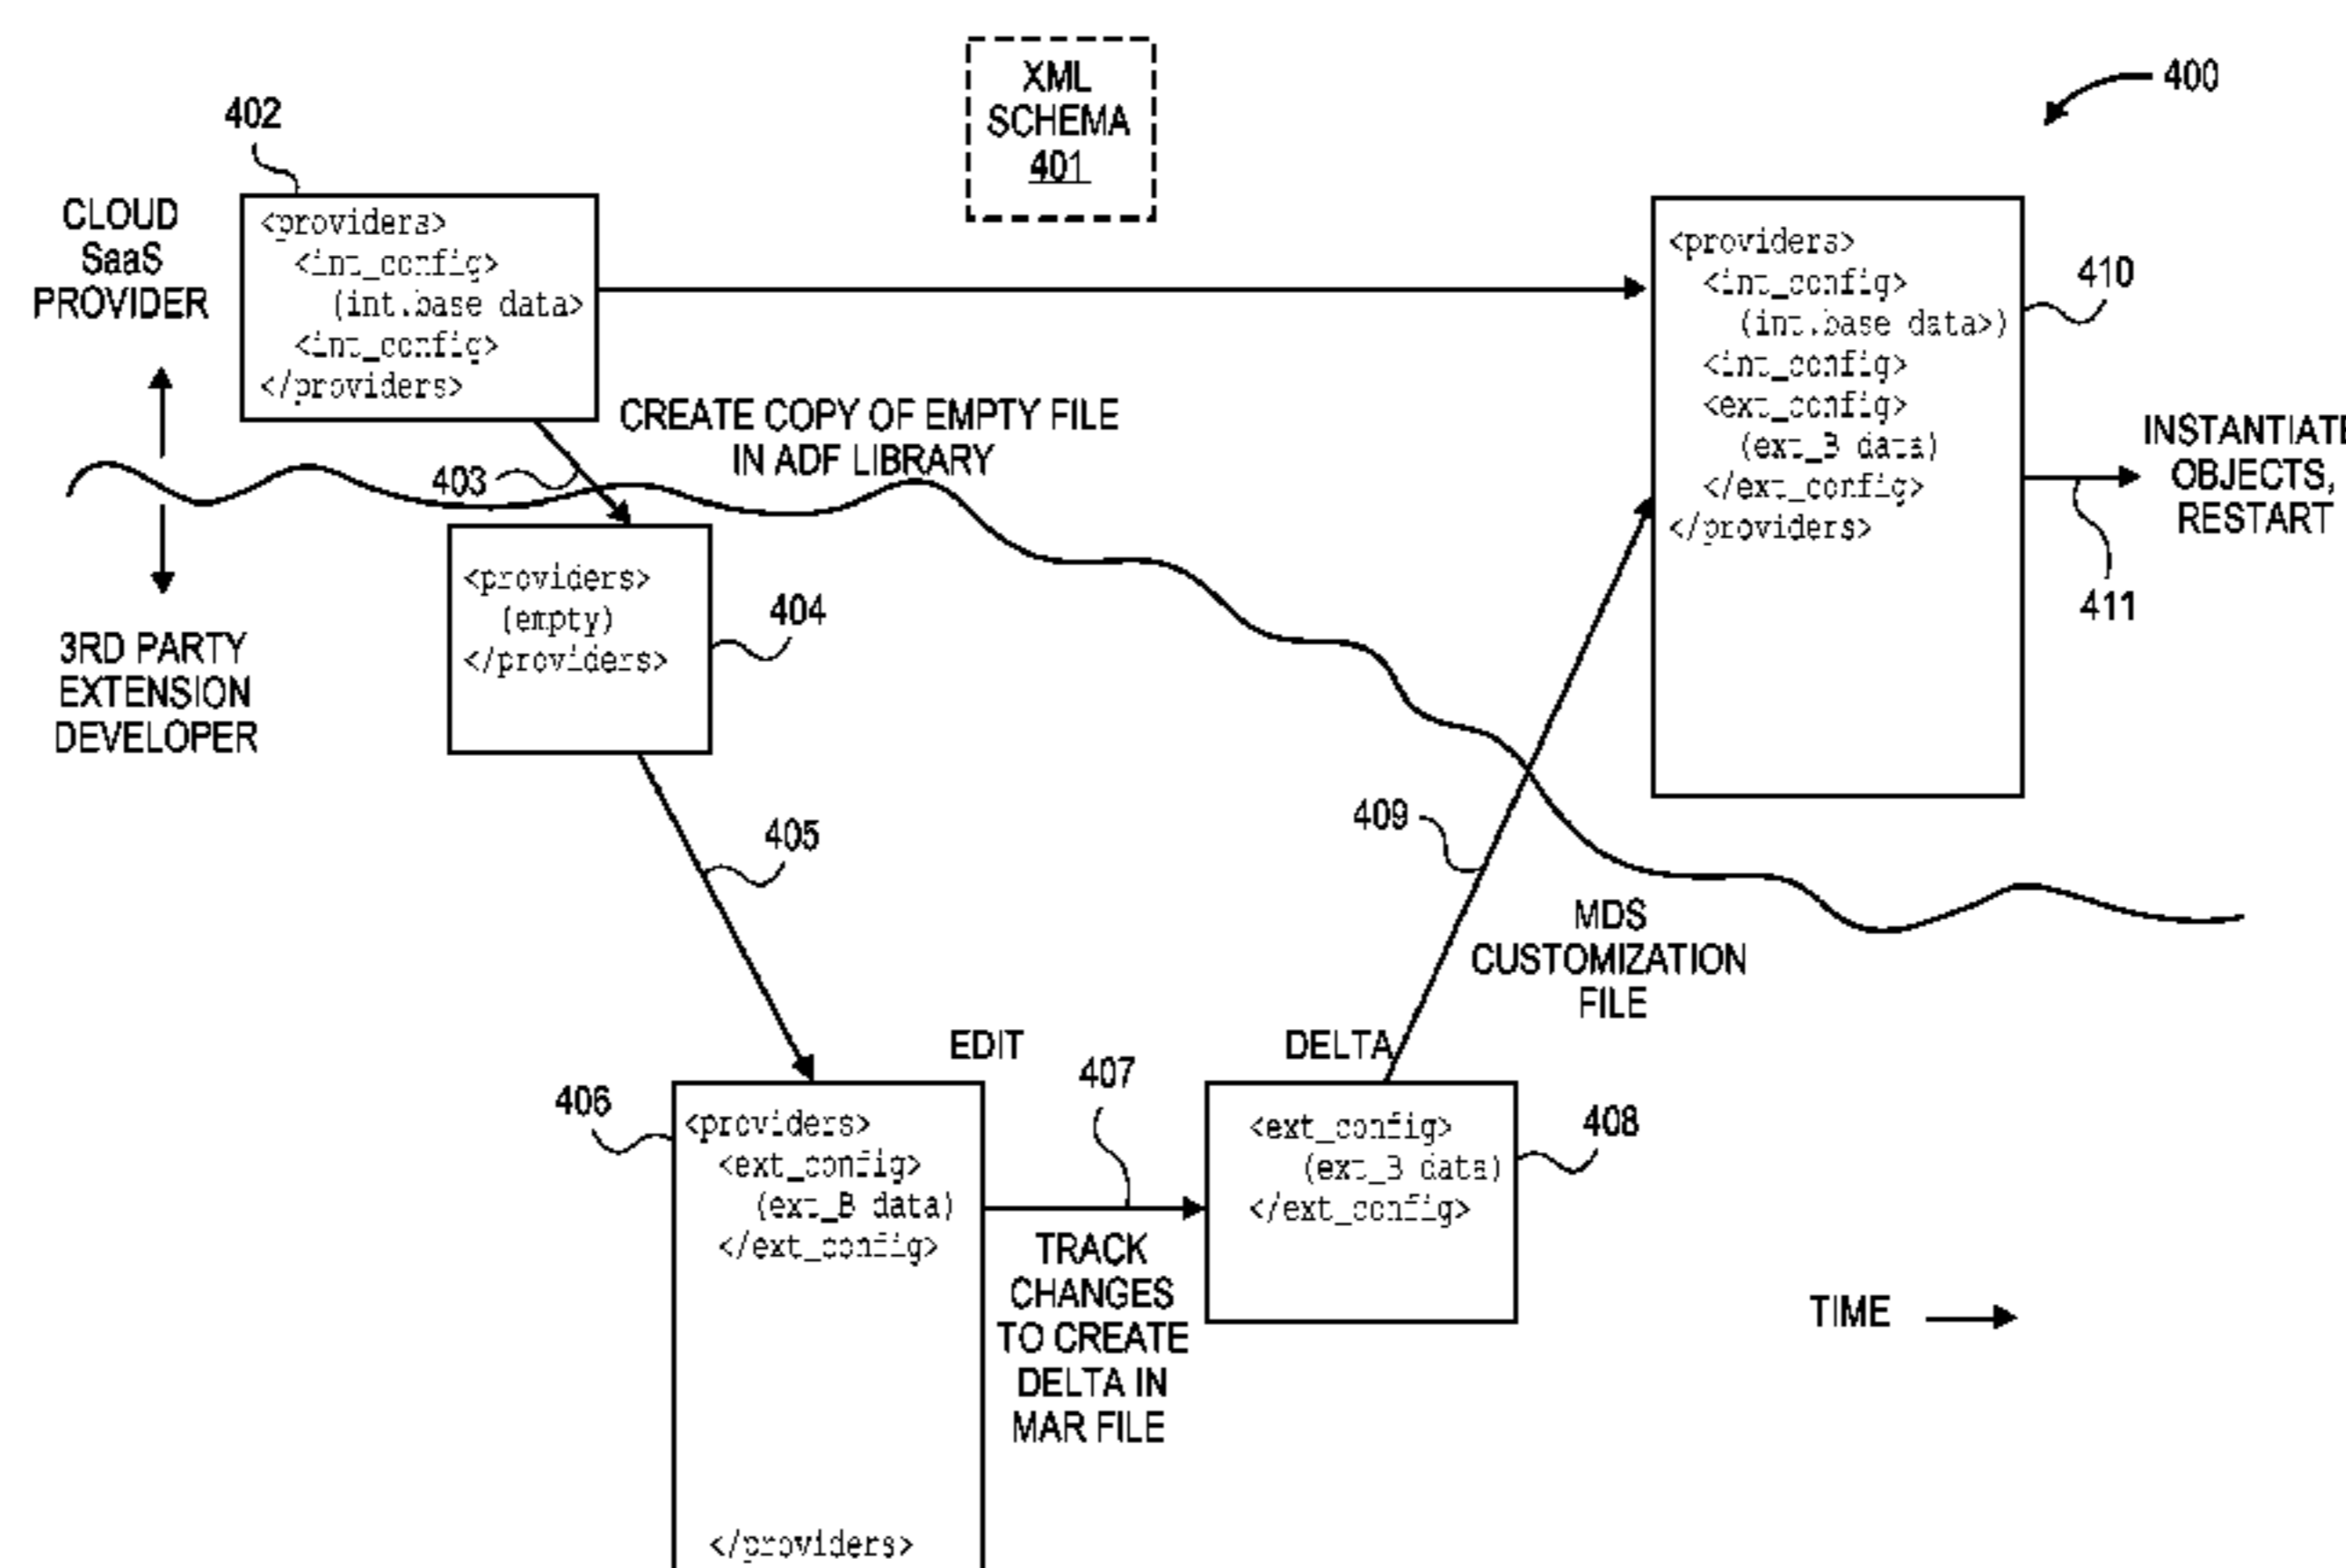 XML
SCHEMA
401
400
402
CLOUD
SaaS
PROVIDER
<providers>
<int_config>
(int.base data>
<int_config>
</providers>
<providers>
<int_config>
(int.base data>)
<int_config>
<ext_config>
(ext_B data)
</ext_config>
</providers>
410
INSTANTIATE
OBJECTS,
RESTART
411
CREATE COPY OF EMPTY FILE
IN ADF LIBRARY
403
<providers>
(empty)
</providers>
404
3RD PARTY
EXTENSION
DEVELOPER
405
409
MDS
CUSTOMIZATION
FILE
EDIT
DELTA
406
<providers>
<ext_config>
(ext_B data)
</ext_config>
</providers>
407
TRACK
CHANGES
TO CREATE
DELTA IN
MAR FILE
<ext_config>
(ext_B data)
</ext_config>
408
TIME